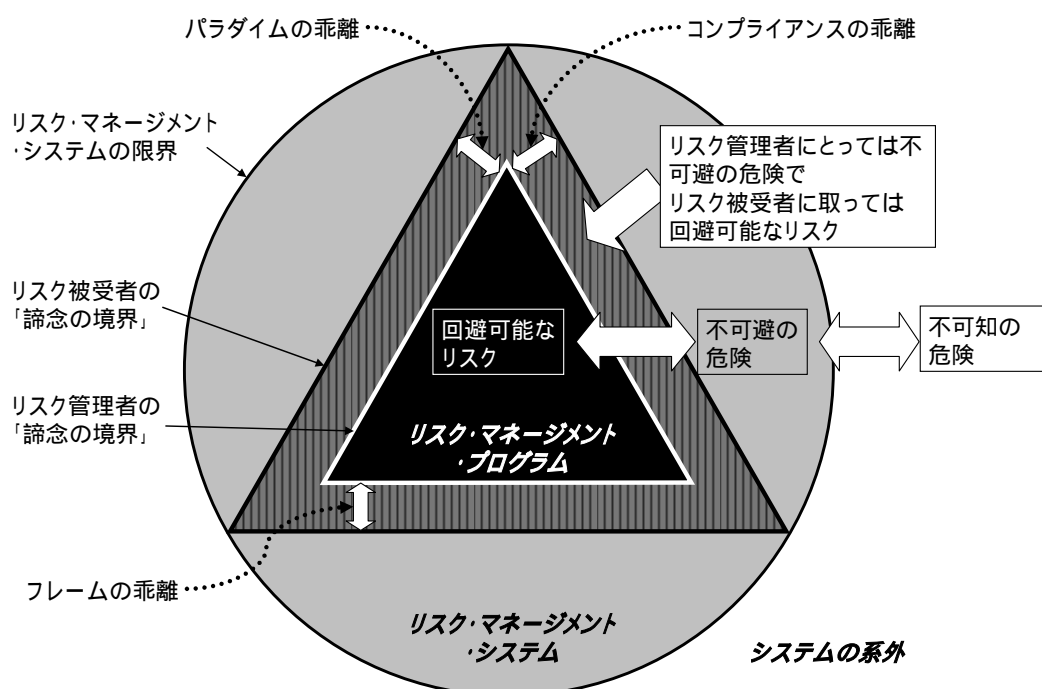 パラダイムの乖離
コンプライアンスの乖離
リスク・マネージメント
・システムの限界
リスク管理者にとっては不
可避の危険で
リスク被受者に取っては
回避可能なリスク
リスク被受者の
「諦念の境界」
回避可能な
リスク
不可避の
危険
不可知の
危険
リスク管理者の
「諦念の境界」
リスク・マネージメント
・プログラム
フレームの乖離
リスク・マネージメント
・システム
システムの系外